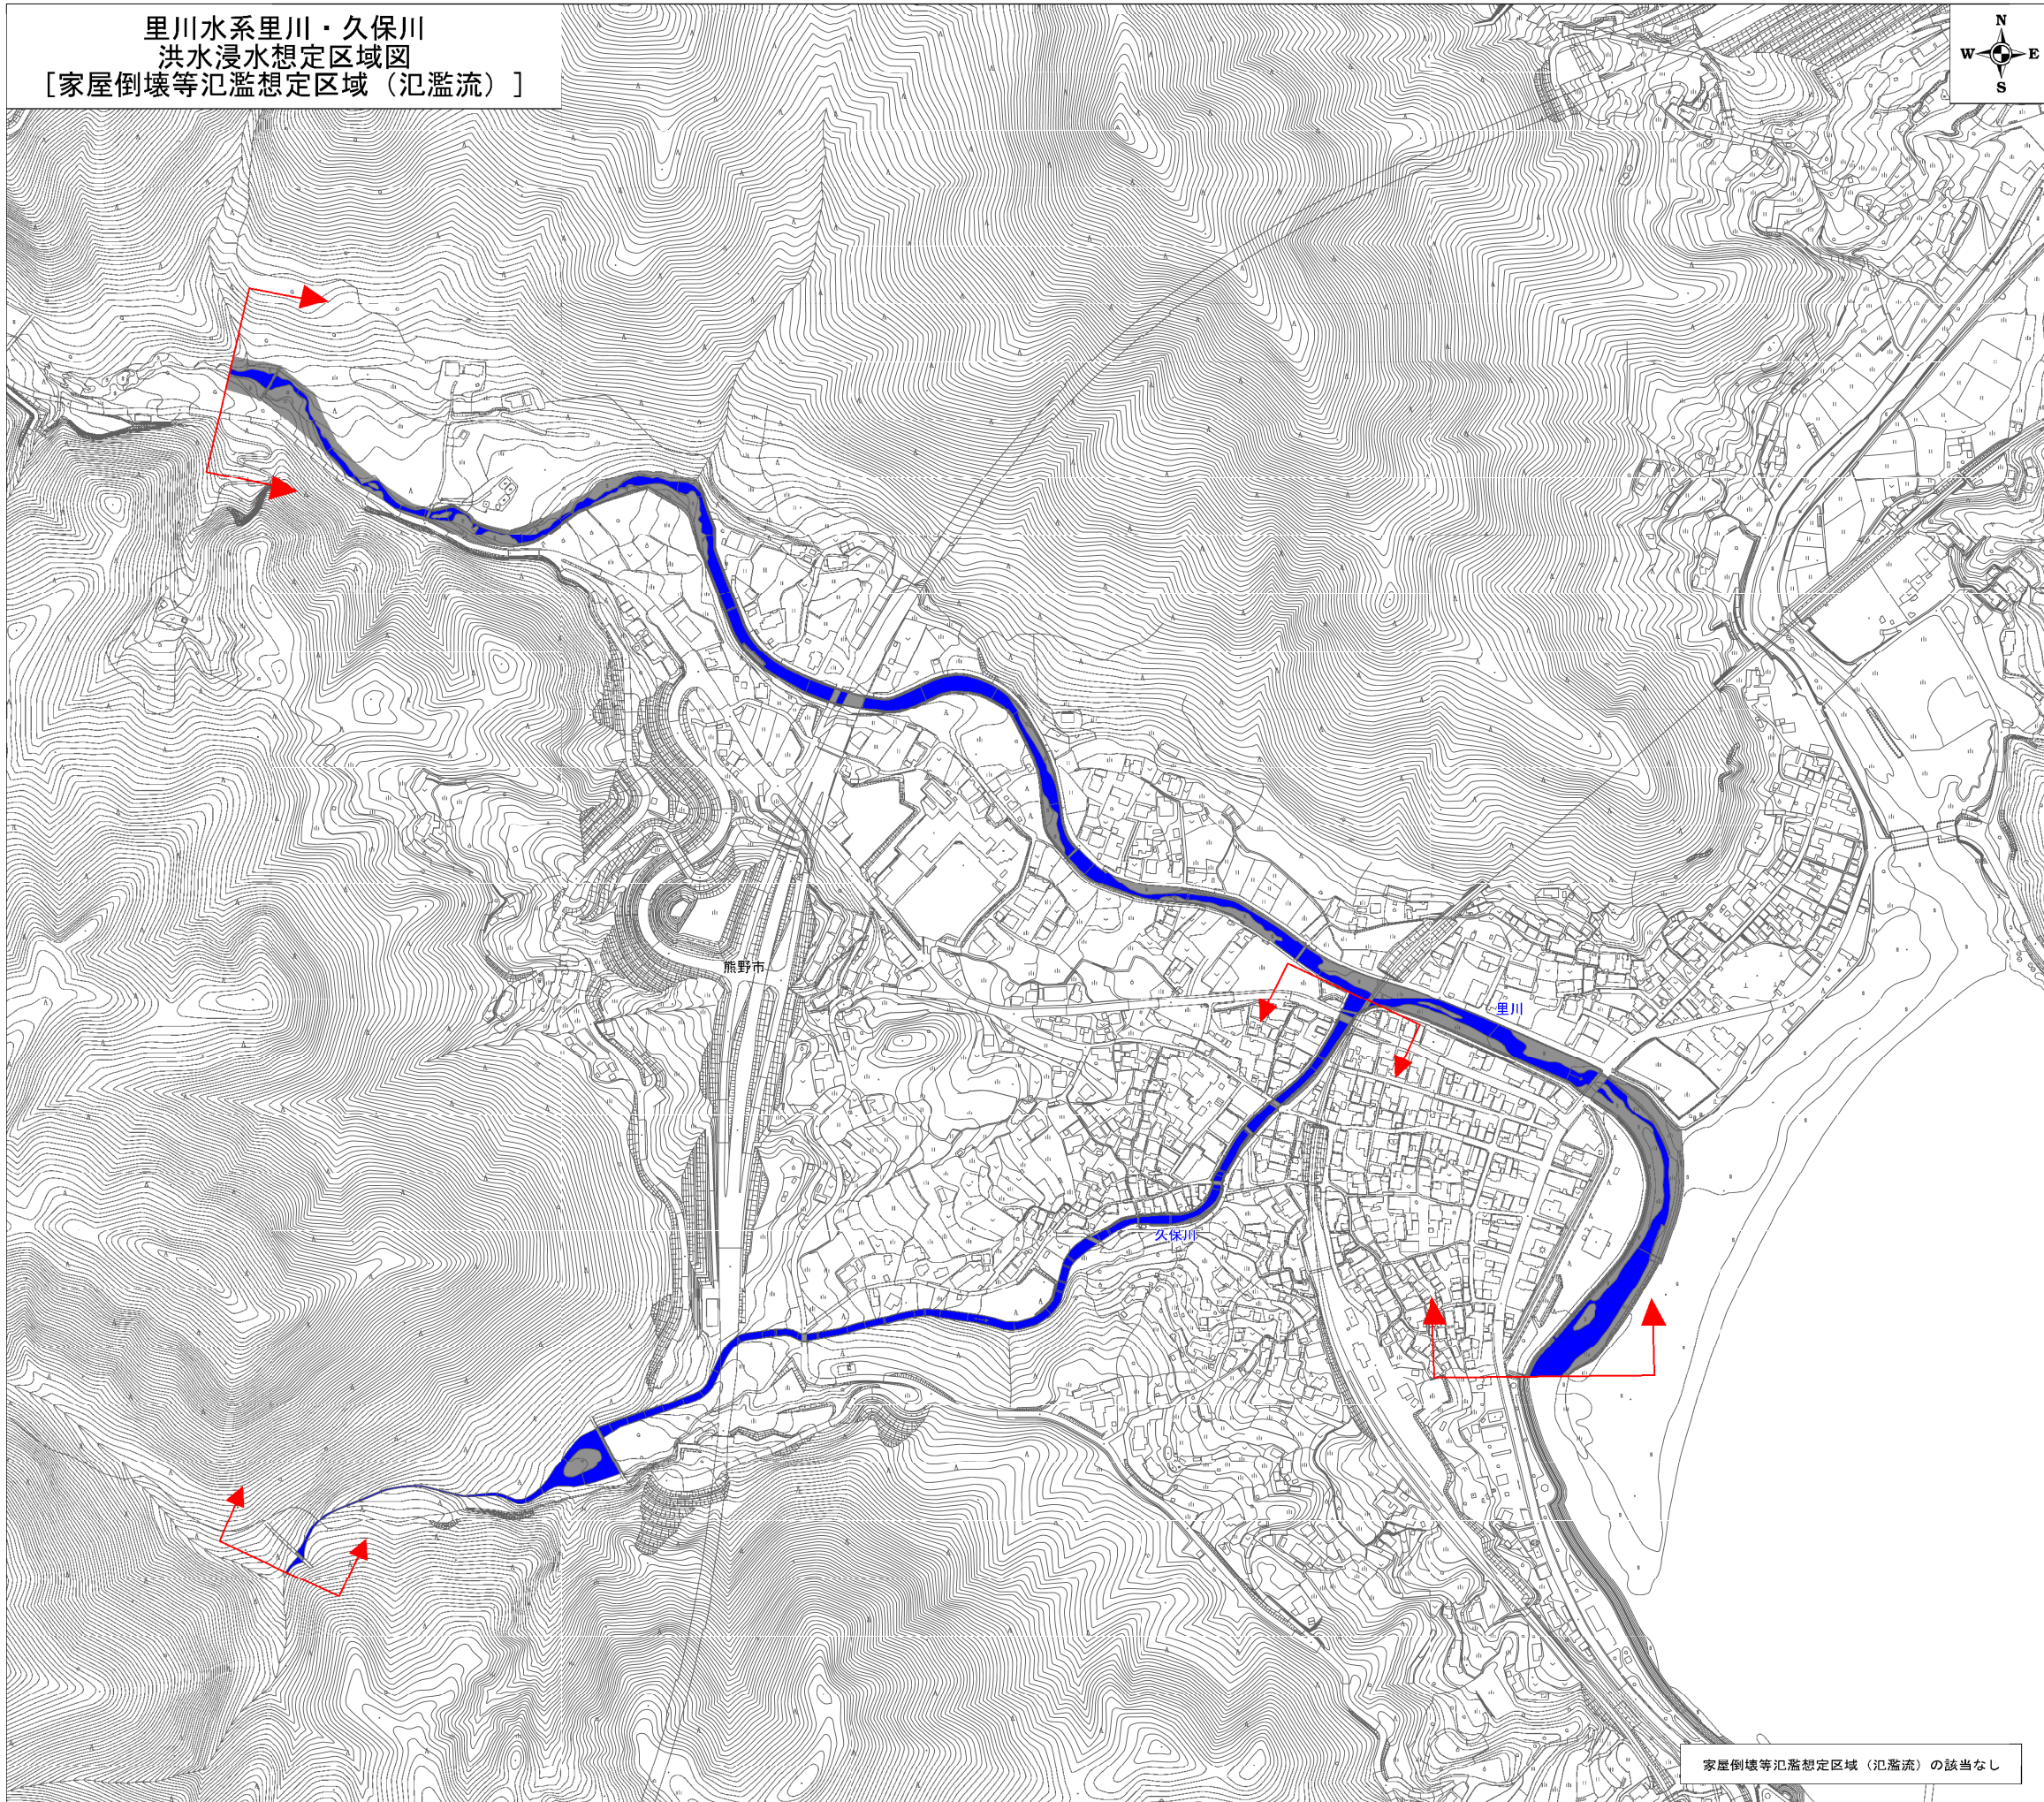 里川水系里川・久保川
洪水浸水想定区域図
[家屋倒壊等氾濫想定区域（氾濫流）]
N
W E
S
熊野市
里川
久保川
家屋倒壊等氾濫想定区域（氾濫流）の該当なし